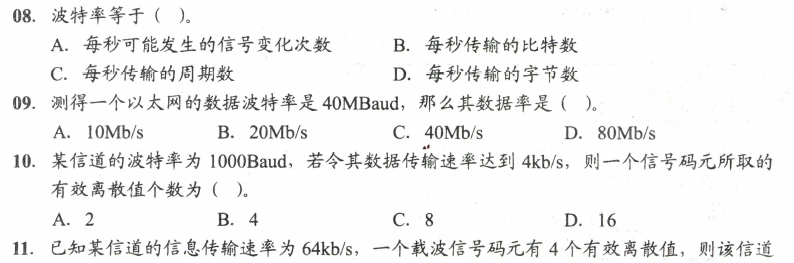 08. 波特率等于（ ）。
A. 每秒可能发生的信号变化次数 B. 每秒传输的比特数
C. 每秒传输的周期数 D. 每秒传输的字节数
09. 测得一个以太网的数据波特率是 40MBaud，那么其数据率是（ ）。
A. 10Mb/s B. 20Mb/s C. 40Mb/s D. 80Mb/s
10. 某信道的波特率为 1000Baud，若令其数据传输速率达到 4kb/s，则一个信号码元所取的
有效离散值个数为（ ）。
A. 2 B. 4 C. 8 D. 16
11. 已知某信道的信息传输速率为 64kb/s，一个载波信号码元有 4 个有效离散值，则该信道